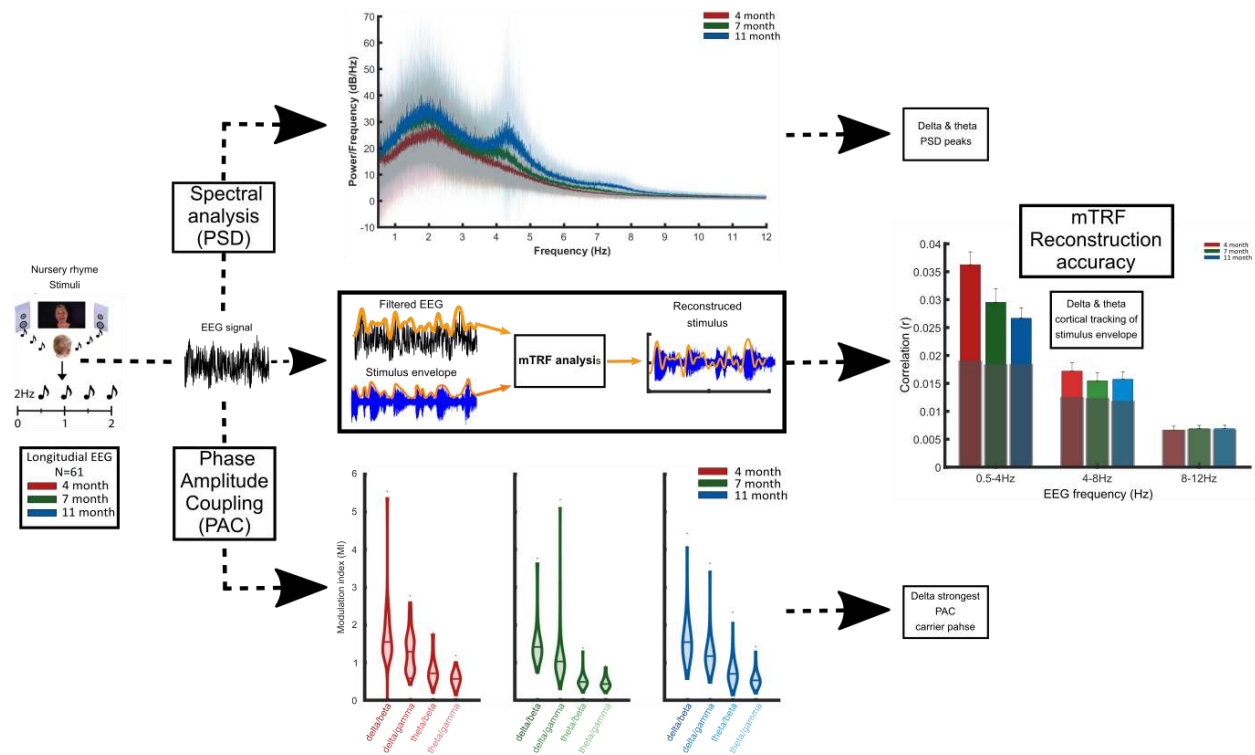 Nursery rhyme
Stimuli
2Hz
0
1
2
Longitudial EEG
N=61
4 month
7 month
11 month
Spectral
analysis
(PSD)
EEG signal
Phase
Amplitude
Coupling
(PAC)
Power/Frequency (dB/Hz)
70
60
50
40
30
20
10
0
-10
1 2 3 4 5 6 7 8 9 10 11 12
Frequency (Hz)
4 month
7 month
11 month
Delta & theta
PSD peaks
Filtered EEG
Stimulus envelope
mTRF analysis
Reconstruced
stimulus
mTRF
Reconstruction
accuracy
4 month
7 month
11 month
Delta & theta
cortical tracking of
stimulus envelope
Correlation (r)
0.04
0.035
0.03
0.025
0.02
0.015
0.01
0.005
0
0.5-4Hz 4-8Hz 8-12Hz
EEG frequency (Hz)
4 month
7 month
11 month
Modulation index (MI)
6
5
4
3
2
1
0
delta/beta
delta/gamma
theta/beta
theta/gamma
delta/beta
delta/gamma
theta/beta
theta/gamma
delta/beta
delta/gamma
theta/beta
theta/gamma
Delta strongest
PAC
carrier pahse